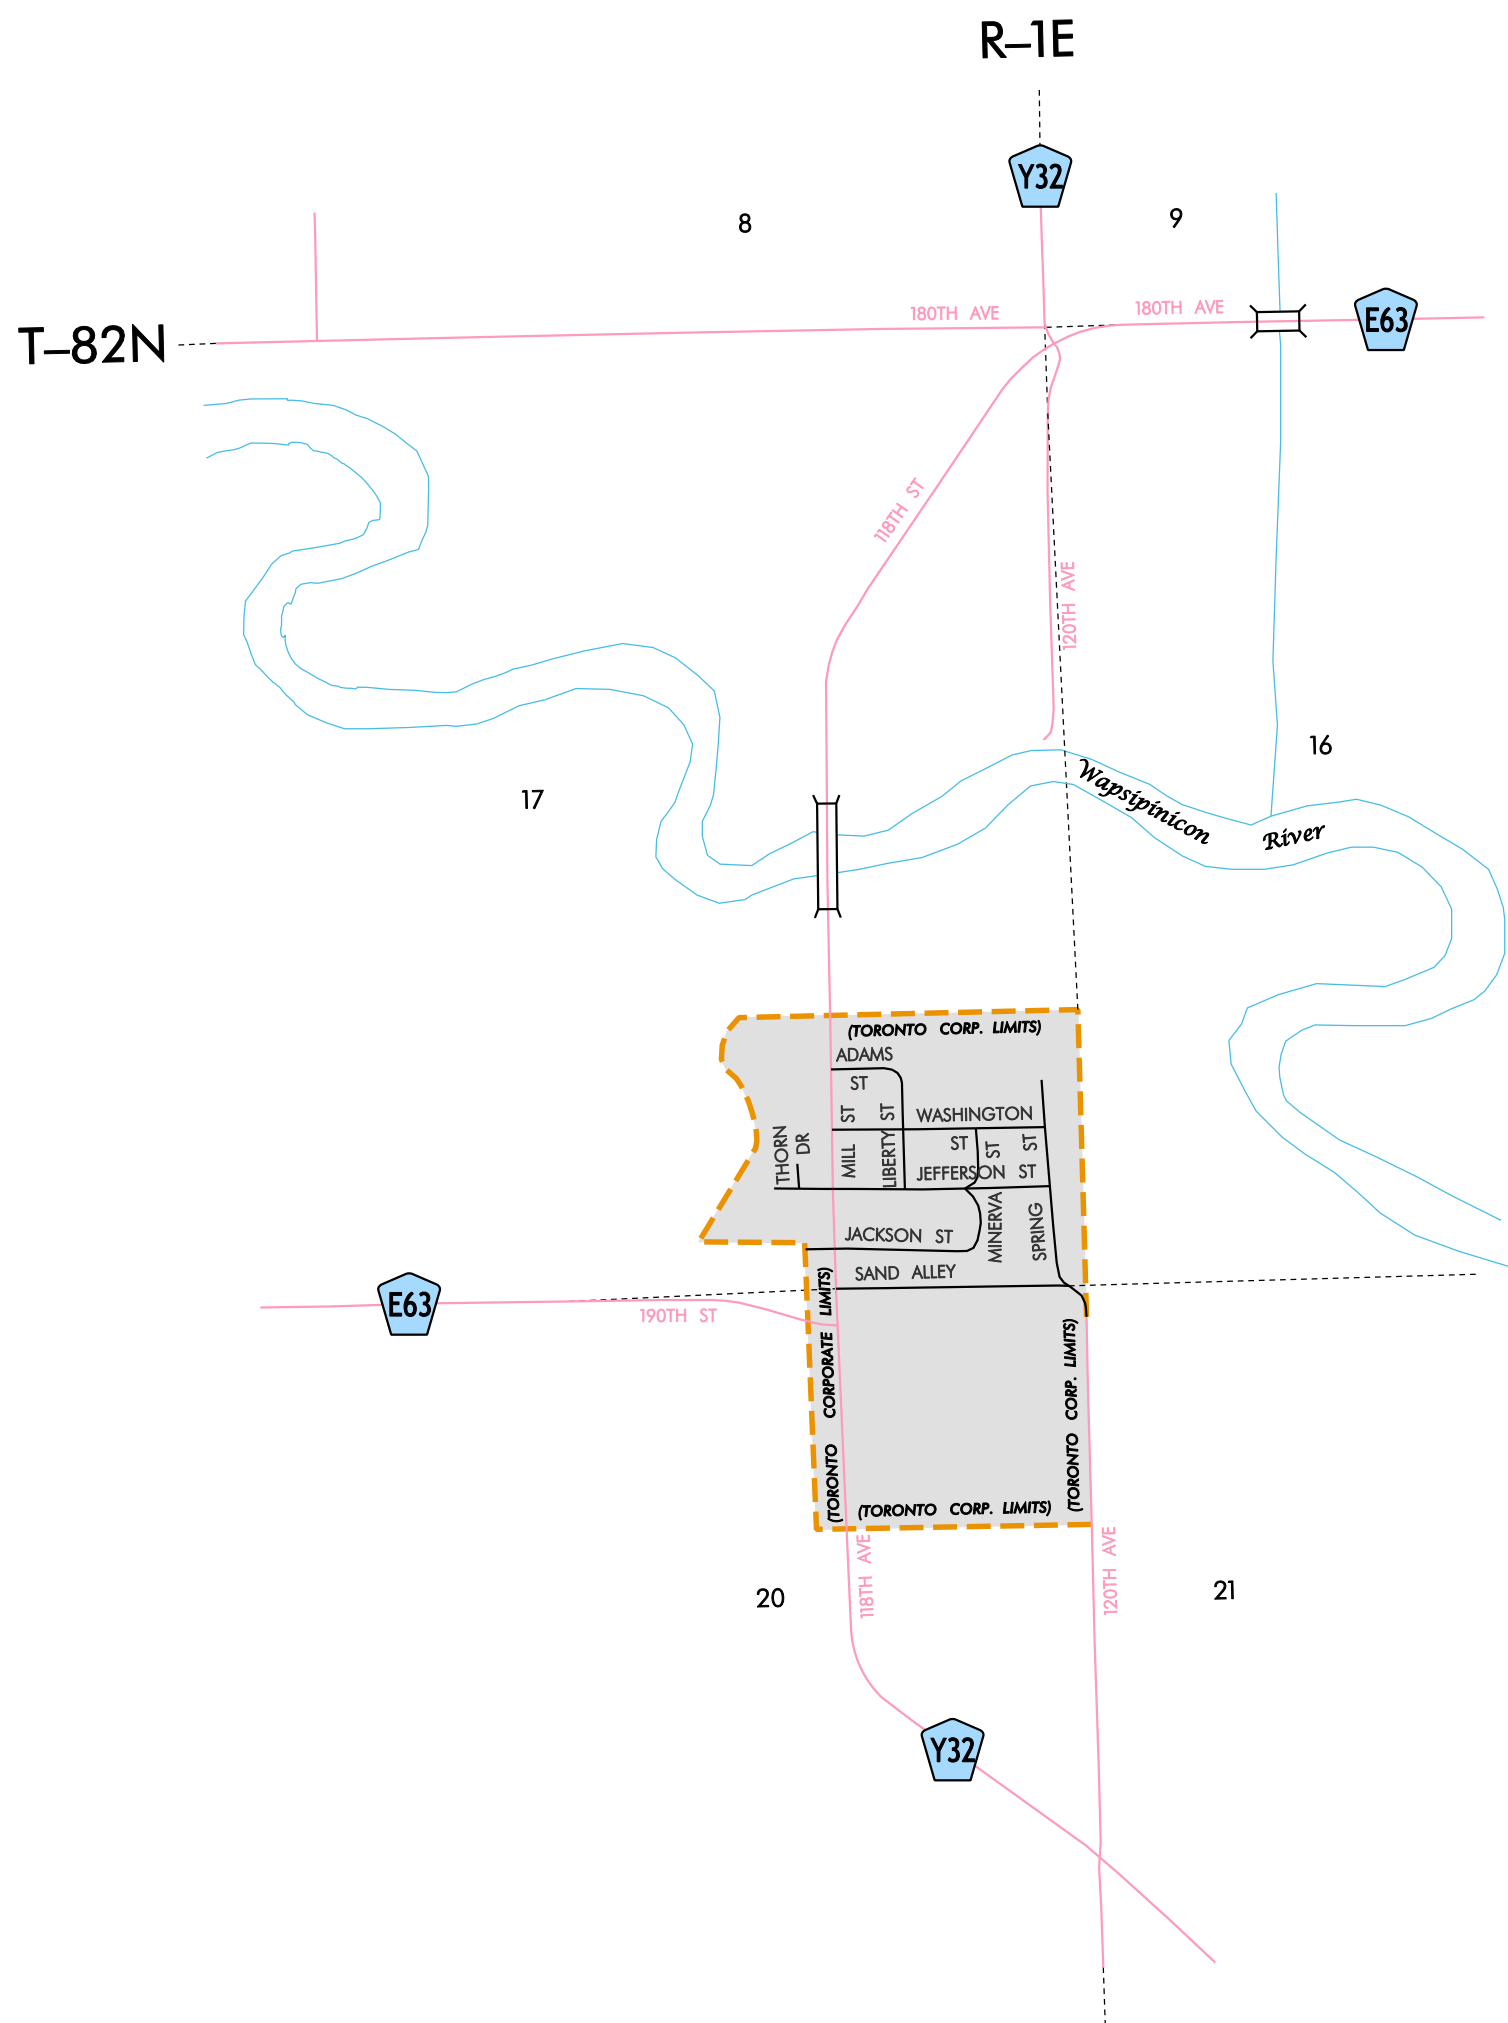 R–1E
Y32
8
9
180TH AVE
180TH AVE
E63
T–82N
118TH ST
120TH AVE
16
17
Wapsipinicon
River
(TORONTO CORP. LIMITS)
ADAMS
ST
MILL ST
LIBERTY ST
WASHINGTON
ST
THORN
DR
MINERVA ST
SPRING ST
JEFFERSON ST
JACKSON ST
SAND ALLEY
E63
190TH ST
(TORONTO CORPORATE LIMITS)
(TORONTO CORP. LIMITS)
(TORONTO CORP. LIMITS)
118TH AVE
120TH AVE
20
21
Y32